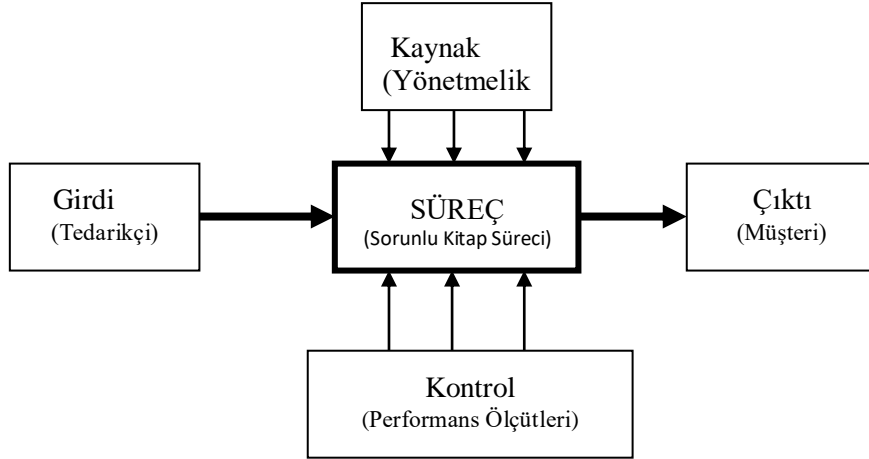 Kaynak
(Yönetmelik
Girdi
(Tedarikçi)
SÜREÇ
(Sorunlu Kitap Süreci)
Çıktı
(Müşteri)
Kontrol
(Performans Ölçütleri)